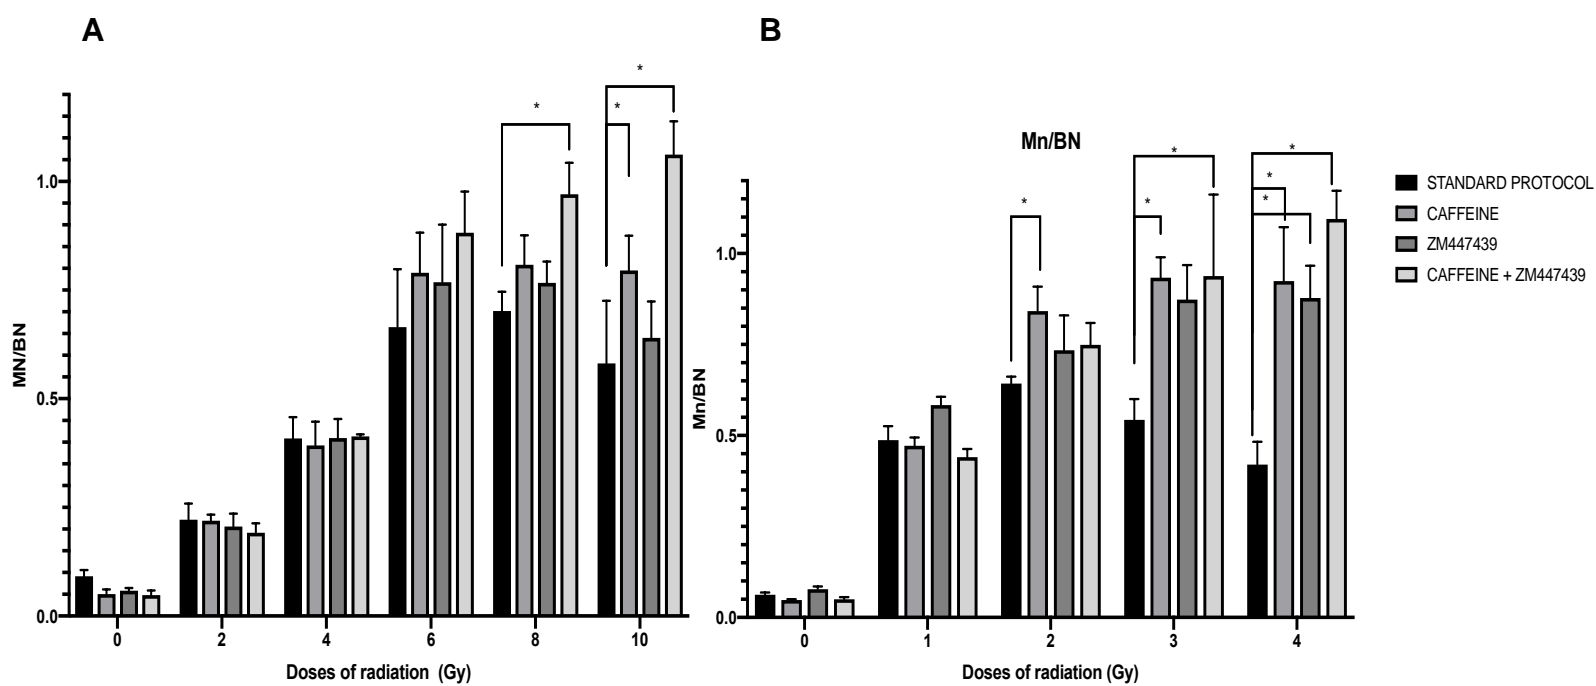 A
B
*
*
*
Mn/BN
*
*
*
*
*
*
1.0
0.5
0.0
MN/BN
0 2 4 6 8 10
Doses of radiation (Gy)
1.0
0.5
0.0
Mn/BN
0 1 2 3 4
Doses of radiation (Gy)
STANDARD PROTOCOL
CAFFEINE
ZM447439
CAFFEINE + ZM447439